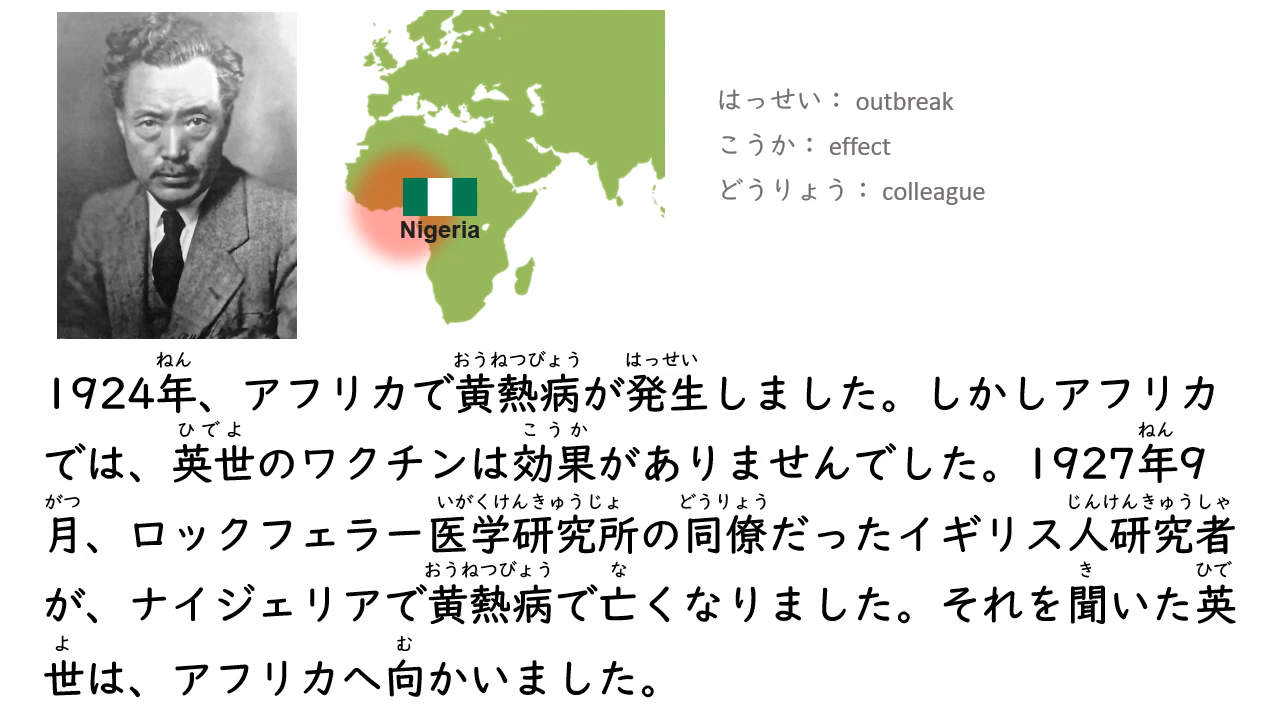 はっせい： outbreak
こうか： effect
どうりょう： colleague
Nigeria
ねん おうねつびょう はっせい
1924年、アフリカで黄熱病が発生しました。しかしアフリカ
ひでよ こうか ねん
では、英世のワクチンは効果がありませんでした。1927年9
がつ いがくけんきゅうじょ どうりょう じんけんきゅうしゃ
月、ロックフェラー医学研究所の同僚だったイギリス人研究者
おうねつびょう な き ひで
が、ナイジェリアで黄熱病で亡くなりました。それを聞いた英
よ む
世は、アフリカへ向かいました。